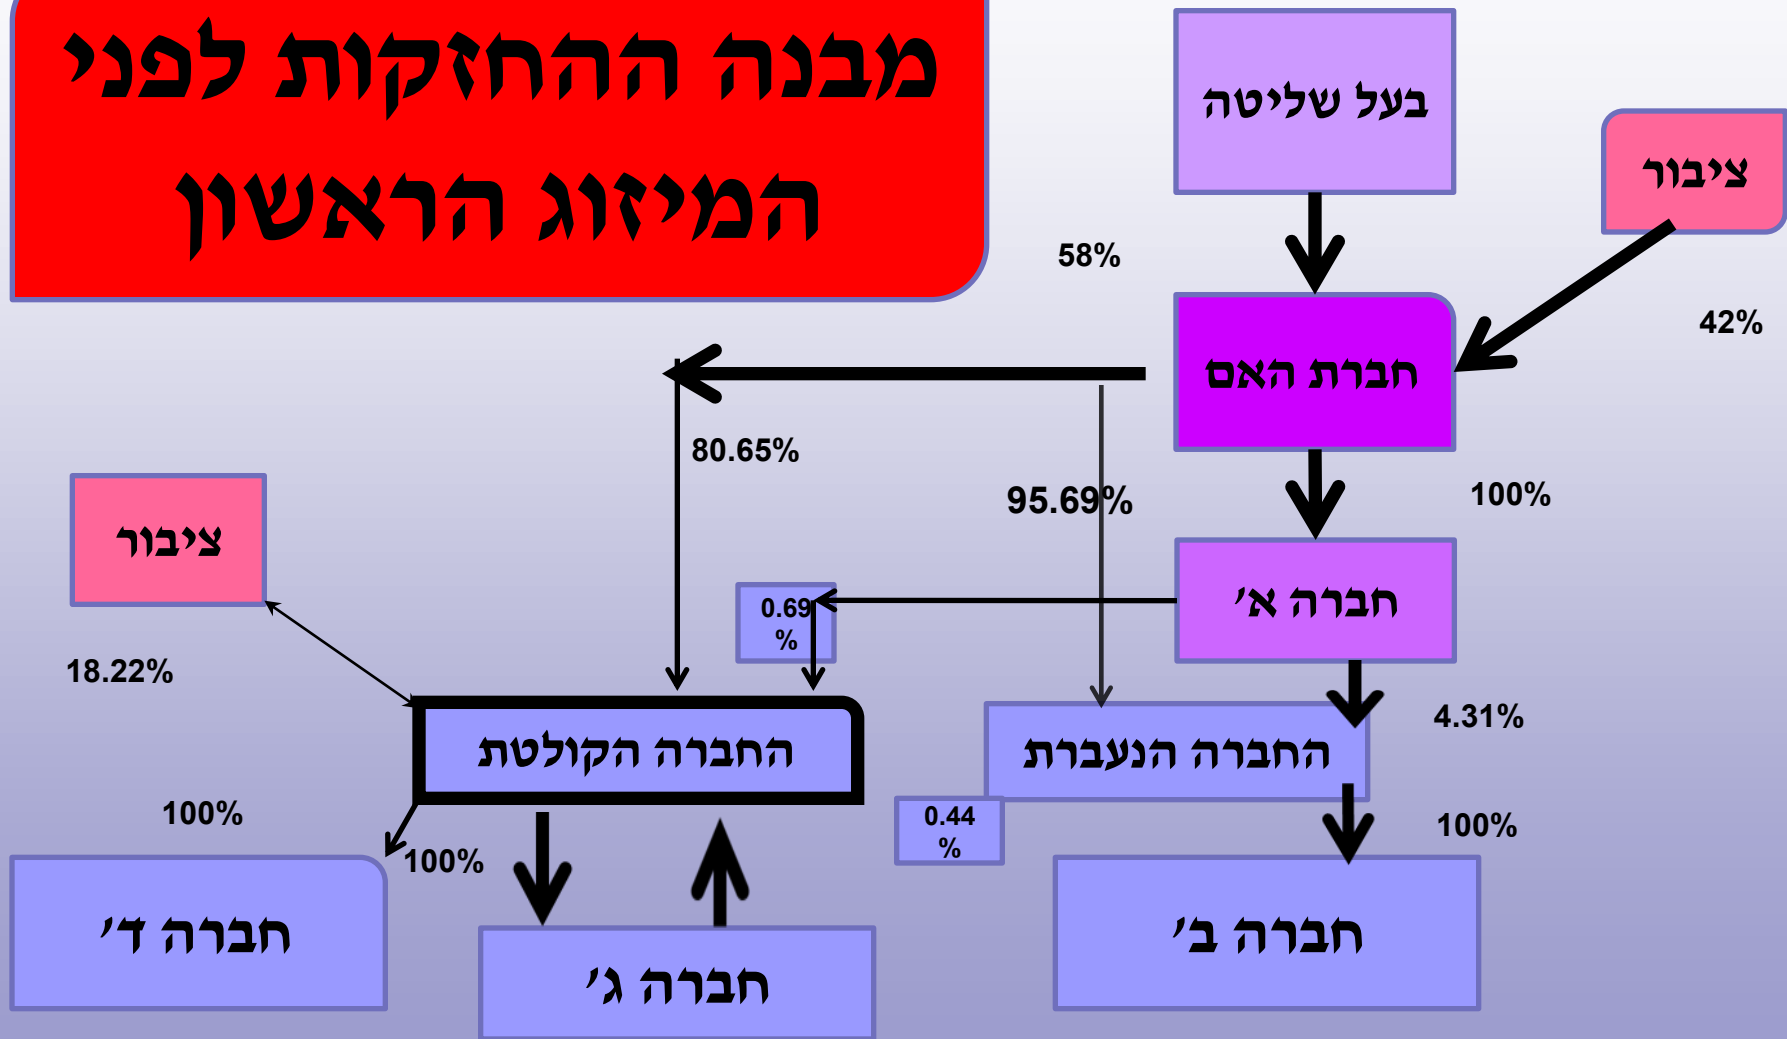 מבנה ההחזקות לפני
המיזוג הראשון
בעל שליטה
ציבור
58%
42%
חברת האם
80.65%
95.69%
100%
ציבור
חברה א'
0.69
%
18.22%
4.31%
החברה הנעברת
החברה הקולטת
100%
0.44
%
100%
100%
חברה ב'
חברה ד'
חברה ג'